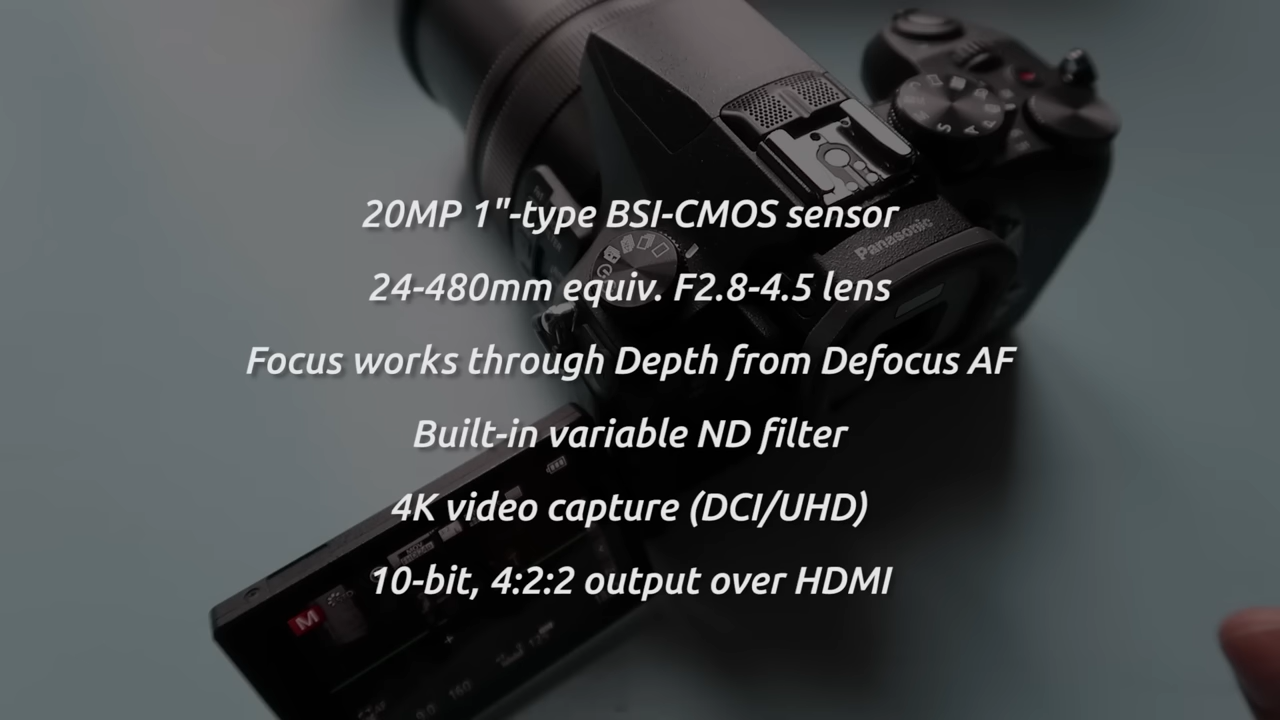 20MP 1"-type BSI-CMOS sensor
Panasonic
24-480mm equiv. F2.8-4.5 lens
Focus works through Depth from Defocus AF
Built-in variable ND filter
4K video capture (DCI/UHD)
10-bit, 4:2:2 output over HDMI
M
160